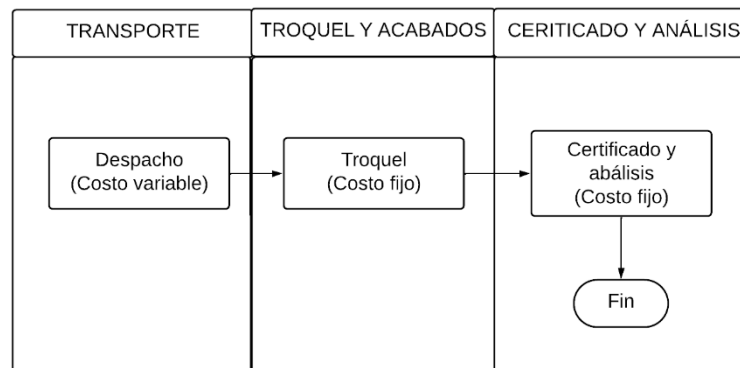 TRANSPORTE
TROQUEL Y ACABADOS
CERITICADO Y ANÁLISIS
Despacho
(Costo variable)
Troquel
(Costo fijo)
Certificado y
abálisis
(Costo fijo)
Fin